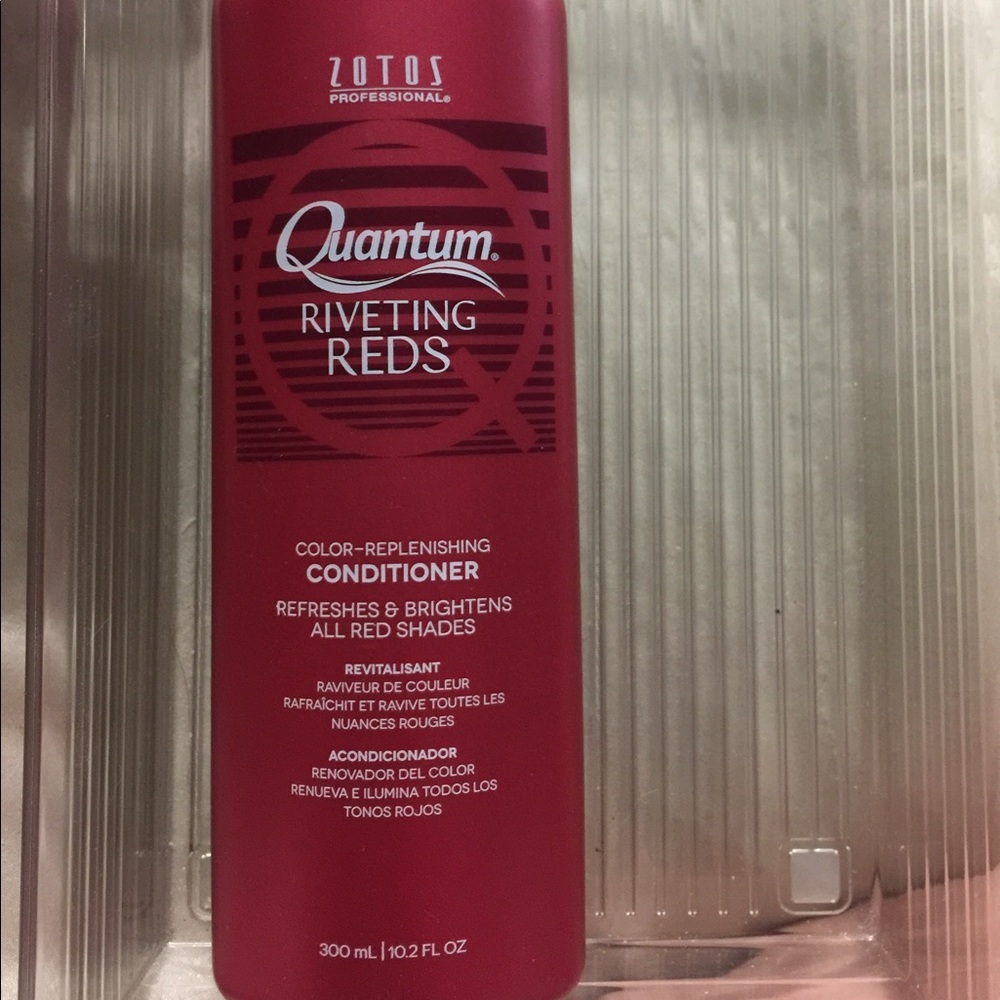 ZOTOS
PROFESSIONAL®
Quantum®
RIVETING
REDS
COLOR-REPLENISHING
CONDITIONER
REFRESHES & BRIGHTENS
ALL RED SHADES
REVITALISANT
RAVIVEUR DE COULEUR
RAFRAÎCHIT ET RAVIVE TOUTES LES
NUANCES ROUGES
ACONDICIONADOR
RENOVADOR DEL COLOR
RENUEVA E ILUMINA TODOS LOS
TONOS ROJOS
300 mL | 10.2 FL OZ